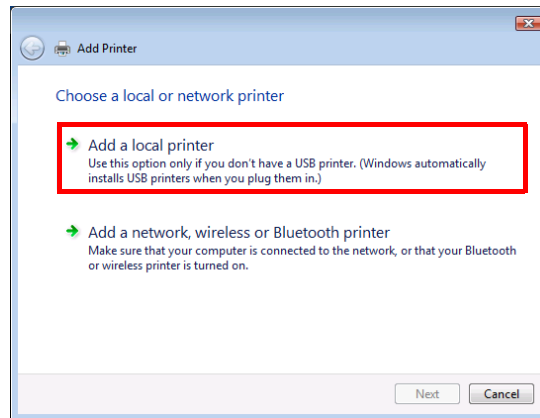 Add Printer
Choose a local or network printer
Add a local printer
Use this option only if you don't have a USB printer. (Windows automatically
installs USB printers when you plug them in.)
Add a network, wireless or Bluetooth printer
Make sure that your computer is connected to the network, or that your Bluetooth
or wireless printer is turned on.
Next
Cancel